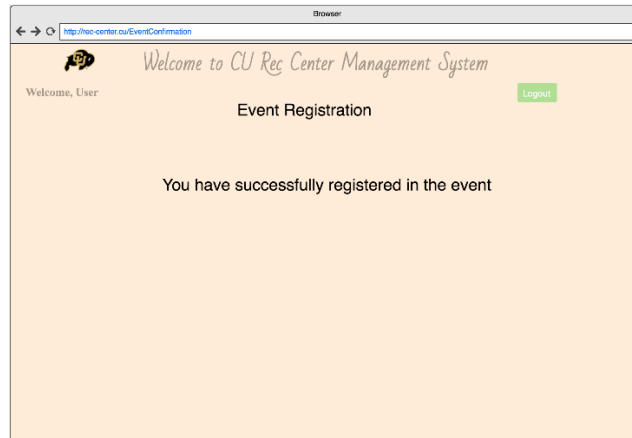 Browser
http://rec-center.cu/EventConfirmation
Welcome to CU Rec Center Management System
Welcome, User
Logout
Event Registration
You have successfully registered in the event